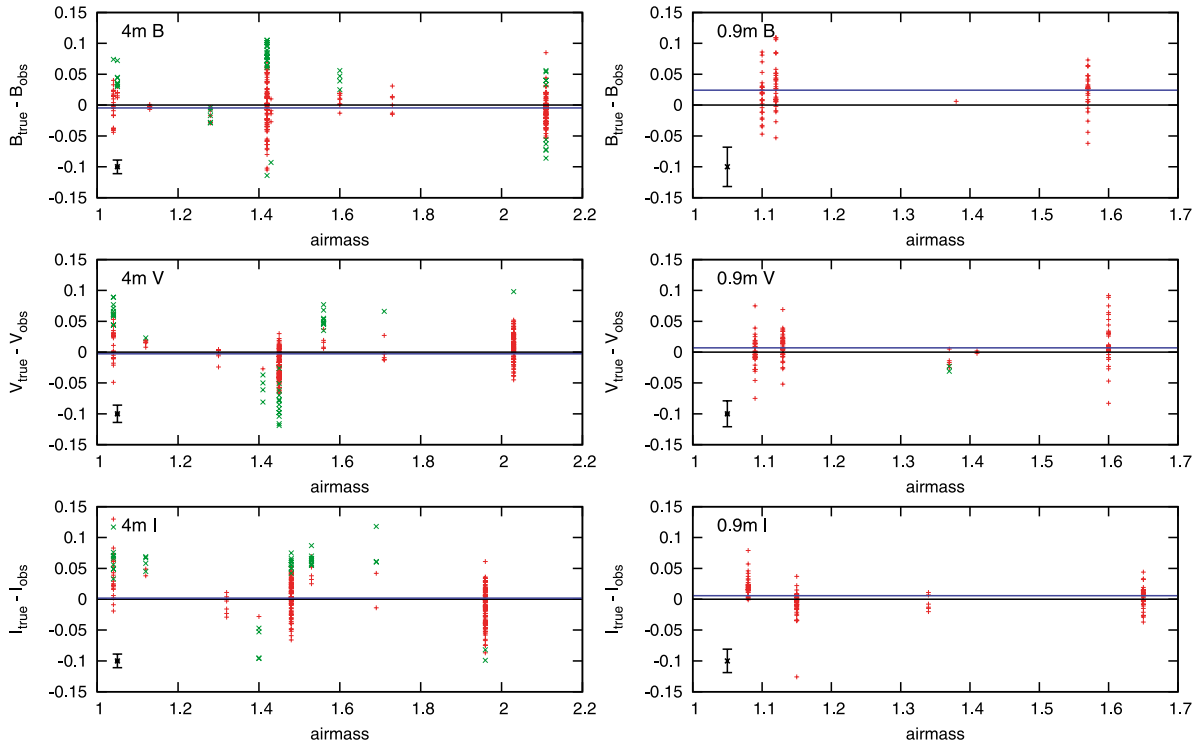 4m B
B_true - B_obs
0.15
0.1
0.05
0
-0.05
-0.1
-0.15
1 1.2 1.4 1.6 1.8 2 2.2
airmass
0.9m B
B_true - B_obs
0.15
0.1
0.05
0
-0.05
-0.1
-0.15
1 1.1 1.2 1.3 1.4 1.5 1.6 1.7
airmass
4m V
V_true - V_obs
0.15
0.1
0.05
0
-0.05
-0.1
-0.15
1 1.2 1.4 1.6 1.8 2 2.2
airmass
0.9m V
V_true - V_obs
0.15
0.1
0.05
0
-0.05
-0.1
-0.15
1 1.1 1.2 1.3 1.4 1.5 1.6 1.7
airmass
4m I
I_true - I_obs
0.15
0.1
0.05
0
-0.05
-0.1
-0.15
1 1.2 1.4 1.6 1.8 2 2.2
airmass
0.9m I
I_true - I_obs
0.15
0.1
0.05
0
-0.05
-0.1
-0.15
1 1.1 1.2 1.3 1.4 1.5 1.6 1.7
airmass